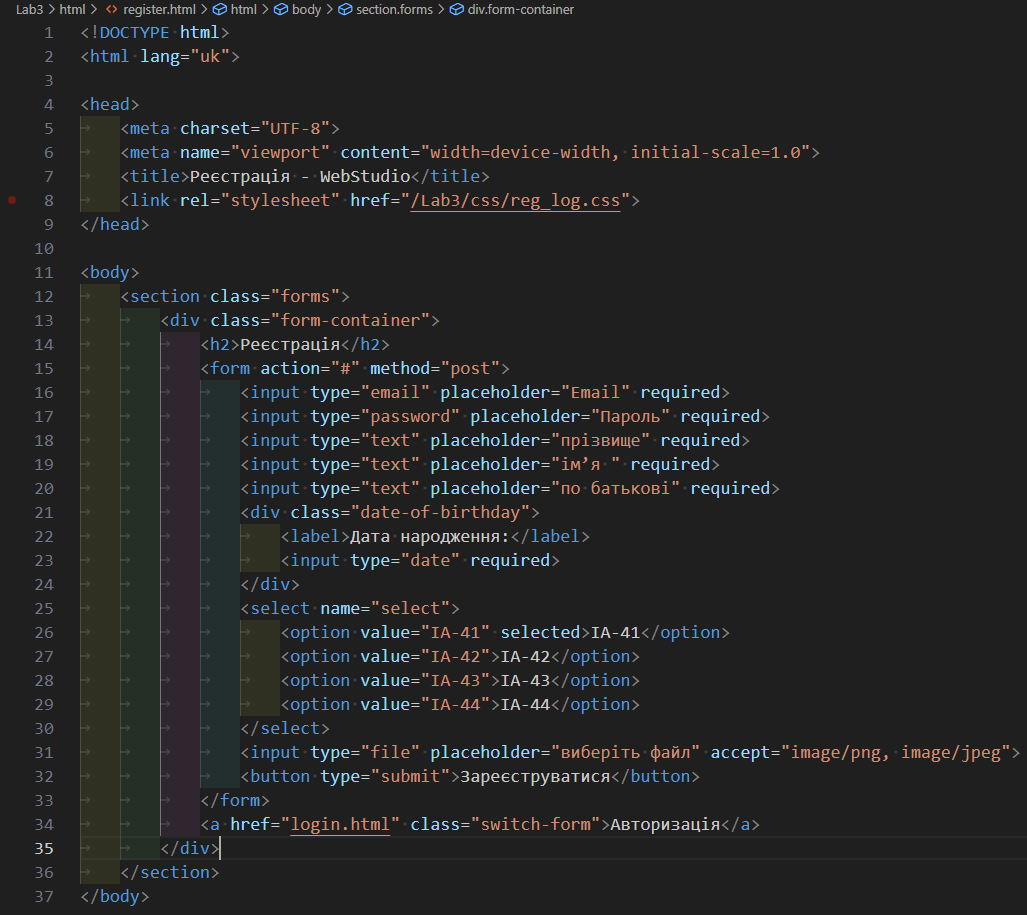 Lab3 > html > <> register.html > html > body > section.forms > div.form-container
1 <!DOCTYPE html>
2 <html lang="uk">
3
4 <head>
5 <meta charset="UTF-8">
6 <meta name="viewport" content="width=device-width, initial-scale=1.0">
7 <title>Реєстрація - WebStudio</title>
8 <link rel="stylesheet" href="/Lab3/css/reg_log.css">
9 </head>
10
11 <body>
12 <section class="forms">
13 <div class="form-container">
14 <h2>Реєстрація</h2>
15 <form action="#" method="post">
16 <input type="email" placeholder="Email" required>
17 <input type="password" placeholder="Пароль" required>
18 <input type="text" placeholder="прізвище" required>
19 <input type="text" placeholder="ім’я " required>
20 <input type="text" placeholder="по батькові" required>
21 <div class="date-of-birthday">
22 <label>Дата народження:</label>
23 <input type="date" required>
24 </div>
25 <select name="select">
26 <option value="IA-41" selected>IA-41</option>
27 <option value="IA-42">IA-42</option>
28 <option value="IA-43">IA-43</option>
29 <option value="IA-44">IA-44</option>
30 </select>
31 <input type="file" placeholder="виберіть файл" accept="image/png, image/jpeg">
32 <button type="submit">Зареєструватися</button>
33 </form>
34 <a href="login.html" class="switch-form">Авторизація</a>
35 </div>
36 </section>
37 </body>